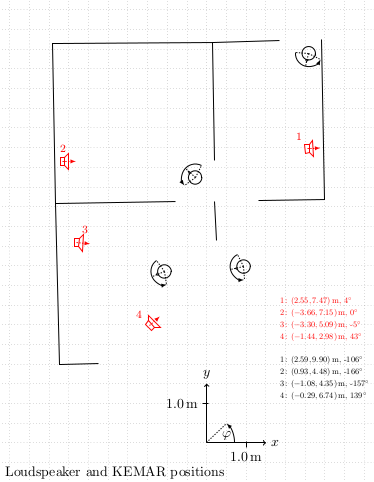 1
2
3
4
1: (2.55, 7.47) m, 4°
2: (−3.66, 7.15) m, 0°
3: (−3.30, 5.09) m, -5°
4: (−1.44, 2.98) m, 43°
1: (2.59, 9.90) m, -106°
2: (0.93, 4.48) m, -166°
3: (−1.08, 4.35) m, -157°
4: (−0.29, 6.74) m, 139°
y
1.0 m
φ
x
1.0 m
Loudspeaker and KEMAR positions